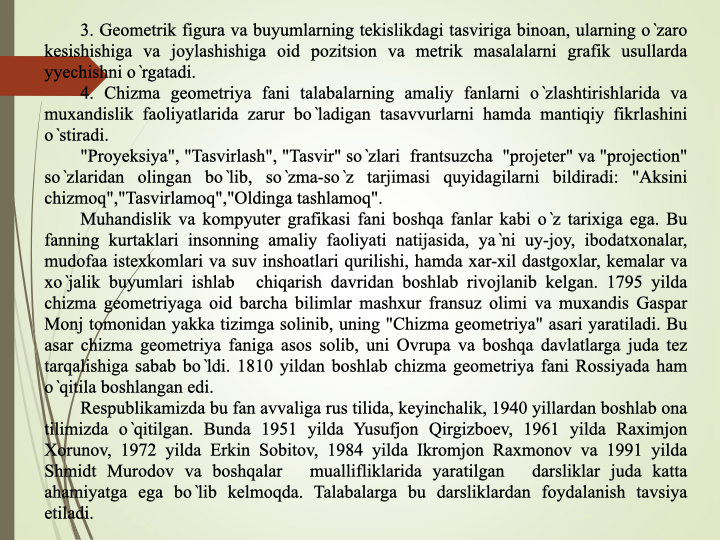 3. Geometrik figura va buyumlarning tekislikdagi tasviriga binoan, ularning o`zaro
kesishishiga va joylashishiga oid pozitsion va metrik masalalarni grafik usullarda
yyechishni o`rgatadi.
4. Chizma geometriya fani talabalarning amaliy fanlarni o`zlashtirishlarida va
muxandislik faoliyatlarida zarur bo`ladigan tasavvurlarni hamda mantiqiy fikrlashini
o`stiradi.
"Proyeksiya", "Tasvirlash", "Tasvir" so`zlari frantsuzcha "projeter" va "projection"
so`zlaridan olingan bo`lib, so`zma-so`z tarjimasi quyidagilarni bildiradi: "Aksini
chizmoq","Tasvirlamoq","Oldinga tashlamoq".
Muhandislik va kompyuter grafikasi fani boshqa fanlar kabi o`z tarixiga ega. Bu
fanning kurtaklari insonning amaliy faoliyati natijasida, ya`ni uy-joy, ibodatxonalar,
mudofaa istexkomlari va suv inshoatlari qurilishi, hamda xar-xil dastgoxlar, kemalar va
xo`jalik buyumlari ishlab chiqarish davridan boshlab rivojlanib kelgan. 1795 yilda
chizma geometriyaga oid barcha bilimlar mashxur fransuz olimi va muxandis Gaspar
Monj tomonidan yakka tizimga solinib, uning "Chizma geometriya" asari yaratiladi. Bu
asar chizma geometriya faniga asos solib, uni Ovrupa va boshqa davlatlarga juda tez
tarqalishiga sabab bo`ldi. 1810 yildan boshlab chizma geometriya fani Rossiyada ham
o`qitila boshlangan edi.
Respublikamizda bu fan avvaliga rus tilida, keyinchalik, 1940 yillardan boshlab ona
tilimizda o`qitilgan. Bunda 1951 yilda Yusufjon Qirgizboev, 1961 yilda Raximjon
Xorunov, 1972 yilda Erkin Sobitov, 1984 yilda Ikromjon Raxmonov va 1991 yilda
Shmidt Murodov va boshqalar muallifliklarida yaratilgan darsliklar juda katta
ahamiyatga ega bo`lib kelmoqda. Talabalarga bu darsliklardan foydalanish tavsiya
etiladi.